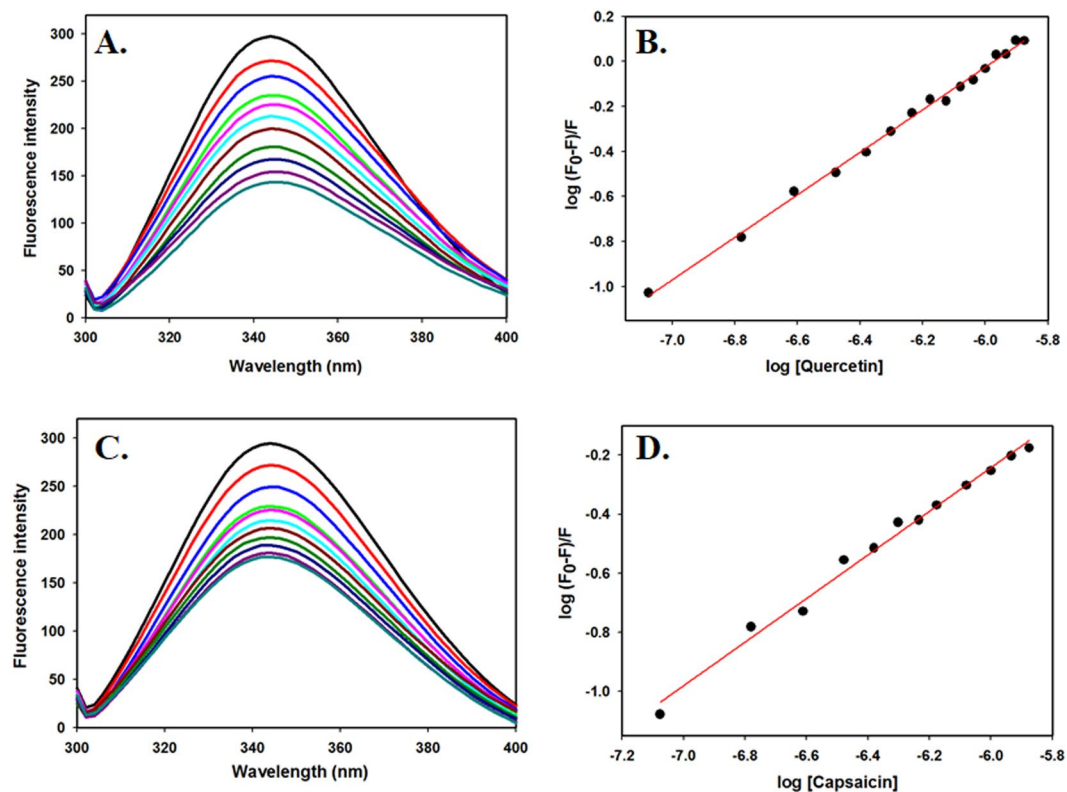 A.
Fluorescence intensity
300
250
200
150
100
50
0
300 320 340 360 380 400
Wavelength (nm)
B.
log (F0-F)/F
0.2
0.0
-0.2
-0.4
-0.6
-0.8
-1.0
-7.0 -6.8 -6.6 -6.4 -6.2 -6.0 -5.8
log [Quercetin]
C.
Fluorescence intensity
300
250
200
150
100
50
0
300 320 340 360 380 400
Wavelength (nm)
D.
log (F0-F)/F
-0.2
-0.4
-0.6
-0.8
-1.0
-7.2 -7.0 -6.8 -6.6 -6.4 -6.2 -6.0 -5.8
log [Capsaicin]